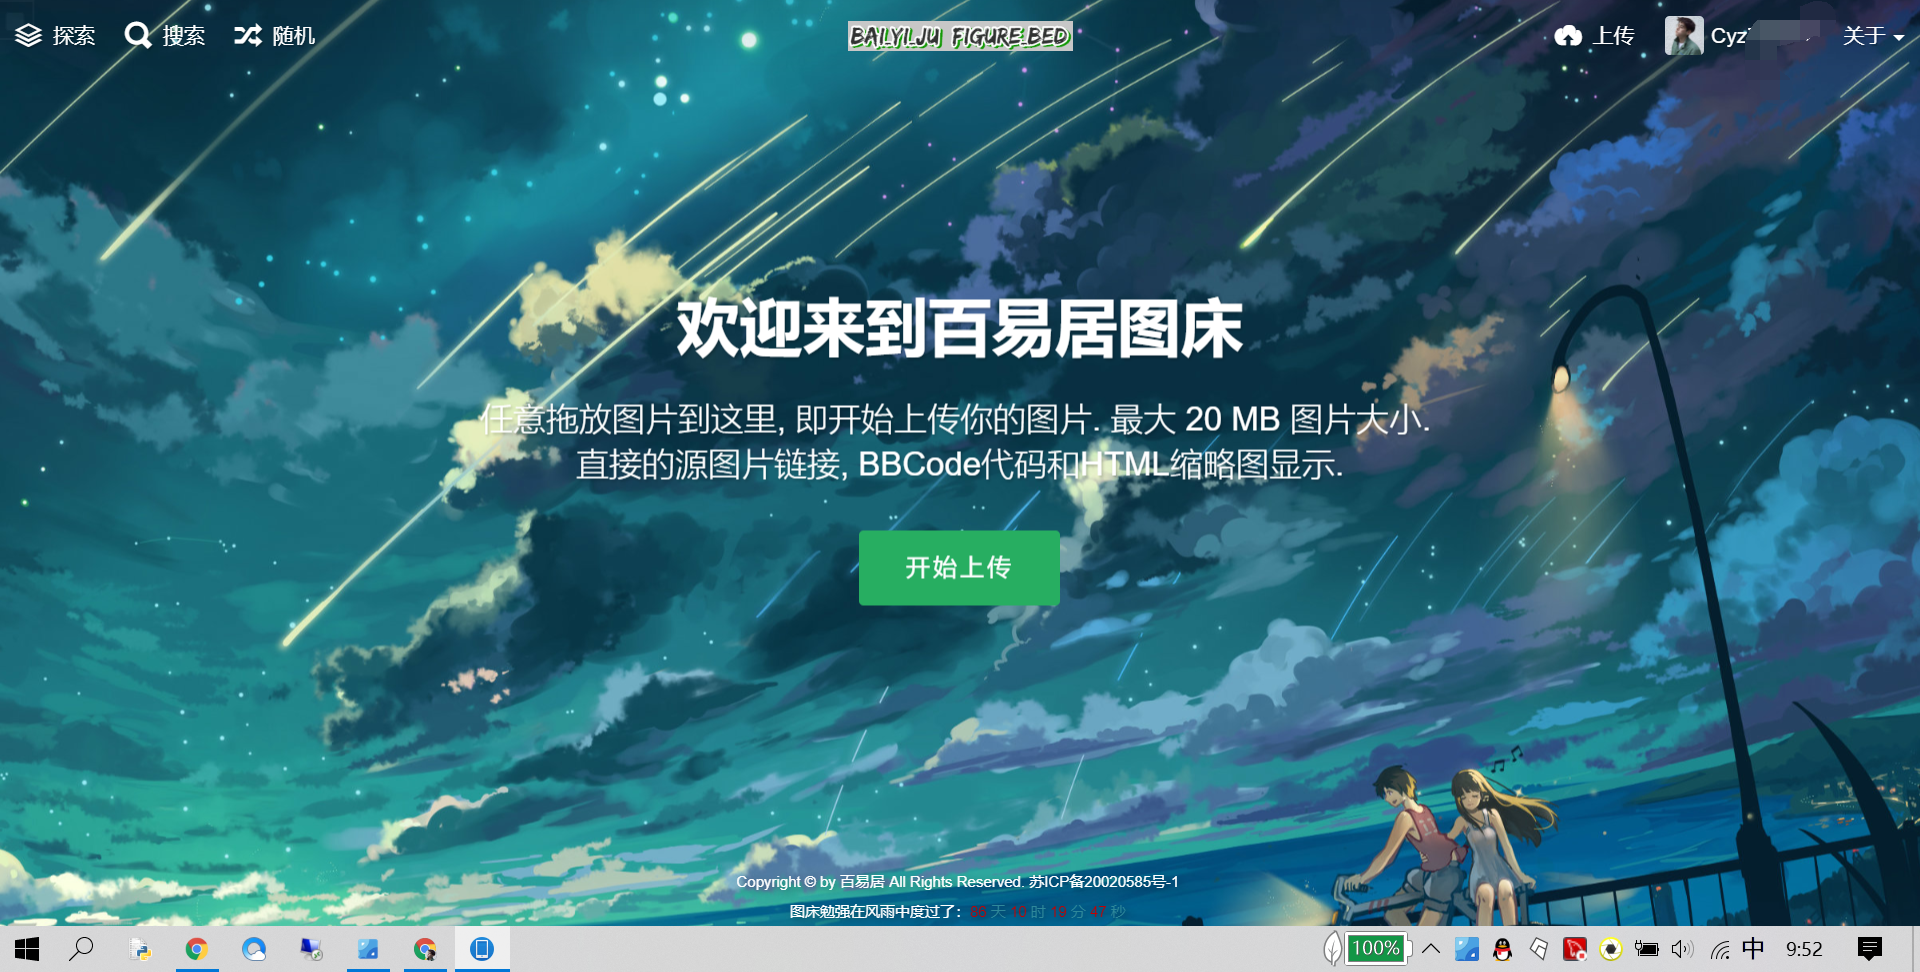 探索 搜索 随机
BAIYIJU FIGURE BED
上传 Cyz 关于
欢迎来到百易居图床
任意拖放图片到这里, 即开始上传你的图片. 最大 20 MB 图片大小.
直接的源图片链接, BBCode代码和HTML缩略图显示.
开始上传
Copyright © by 百易居 All Rights Reserved. 苏ICP备20020585号-1
图床勉强在风雨中度过了： 天 时 分 47 秒
100% 中 9:52